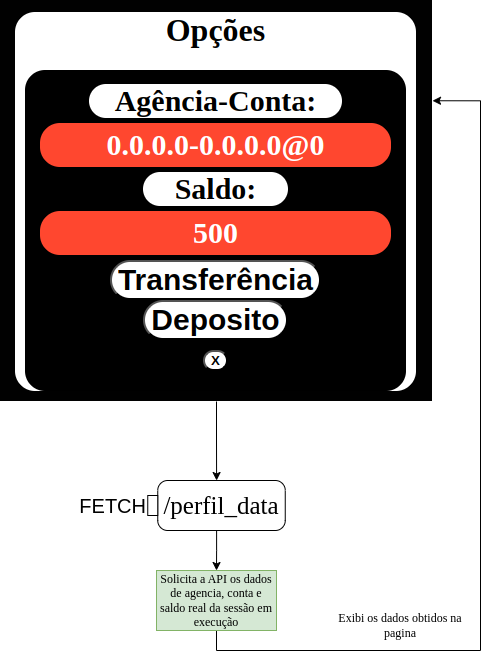 Opções
Agência-Conta:
0.0.0.0-0.0.0.0@0
Saldo:
500
Transferência
Deposito
X
FETCH
/perfil_data
Solicita a API os dados
de agencia, conta e
saldo real da sessão em
execução
Exibi os dados obtidos na
pagina